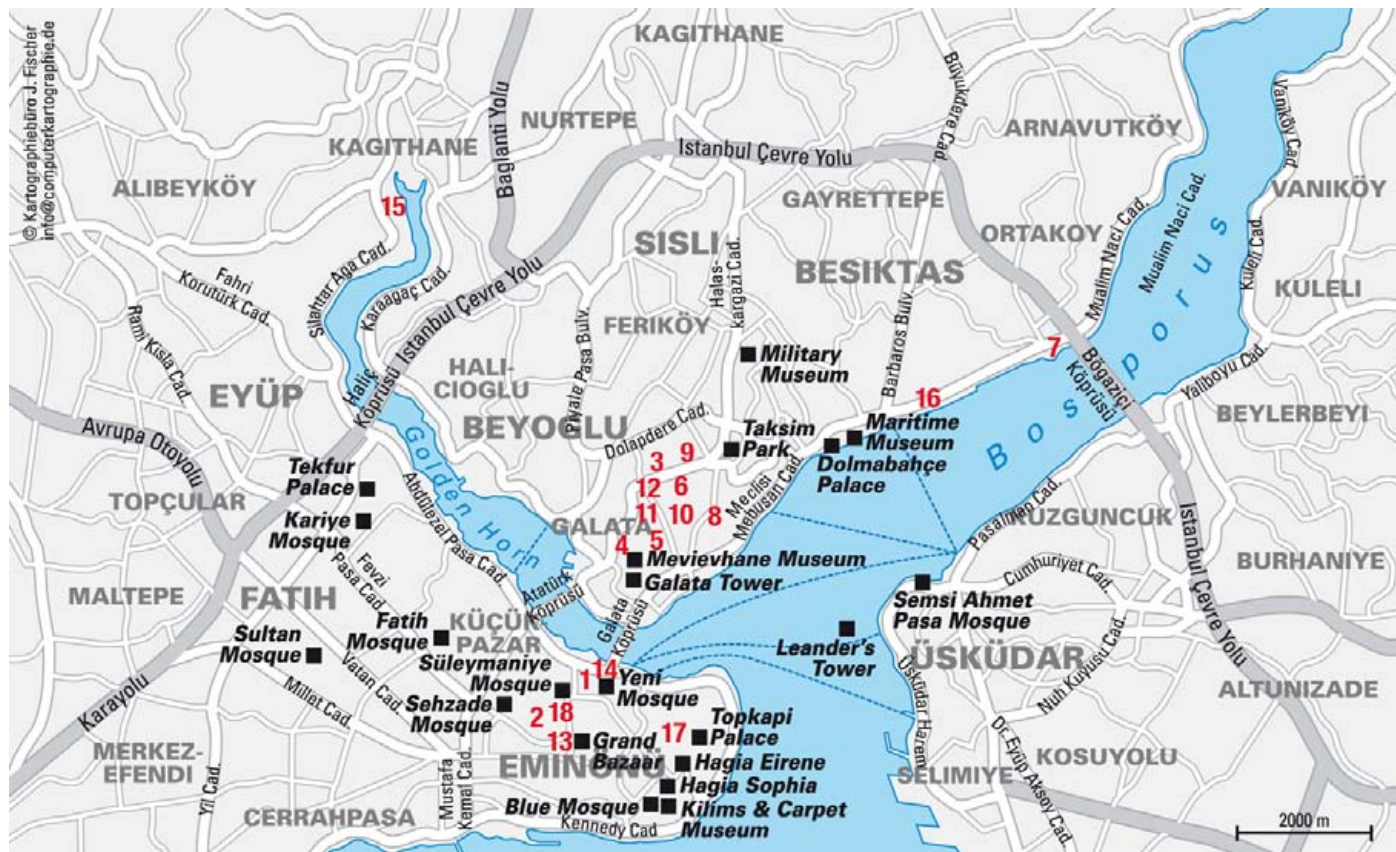 © Kartographiebüro J. Fischer
info@computerkartographie.de
KAGITHANE
Büyükdere Cad.
Vaniköy Cad.
Baglanti Yolu
NURTEPE
ARNAVUTKÖY
KAGITHANE
Istanbul Çevre Yolu
ALIBEYKÖY
GAYRETTEPE
VANIKÖY
15
Mualim Naci Cad.
Mualim Naci Cad.
SISLI
ORTAKOY
BESIKTAS
Halas-
kargazi Cad.
Kuleli Cad.
Fahri
Korutürk Cad.
Silahtar Aga Cad.
Karaagaç Cad.
Istanbul Çevre Yolu
KULELI
Rami Kisla Cad.
Piyale Pasa Bulv.
FERIKÖY
Barbaros Bulv.
7
Bosporus
Bogaziçi
Köprüsü
Military
Museum
HALI-
CIOGLU
Haliç
Köprüsü
Yaliboyu Cad.
EYÜP
16
BEYLERBEYI
BEYOGLU
Dolapdere Cad.
Taksim
Park
Maritime
Museum
Avrupa Otoyolu
Golden Horn
3
9
Dolmabahçe
Palace
Tekfur
Palace
12
6
Meclisi
Mebusan Cad.
TOPÇULAR
Abdülezel Pasa Cad.
11
10
8
Pasalimani Cad.
KUZGUNCUK
Kariye
Mosque
GALATA
4
5
Istanbul Çevre Yolu
Mevievhane Museum
BURHANIYE
Fevzi
Pasa Cad.
Atatürk
Köprüsü
Galata Tower
Cumhuriyet Cad.
MALTEPE
FATIH
Semsi Ahmet
Pasa Mosque
KÜÇÜK
PAZAR
Galata
Köprüsü
Fatih
Mosque
Leander's
Tower
ÜSKÜDAR
Sultan
Mosque
Vatan Cad.
Süleymaniye
Mosque
1
14
Yeni
Mosque
Üsküdar Harem
Nuh Kuyusu Cad.
Karayolu
Millet Cad.
Sehzade
Mosque
2
18
ALTUNIZADE
17
Topkapi
Palace
Dr. Eyüp Aksoy Cad.
MERKEZ-
EFENDI
13
Grand
Bazaar
EMINÖNÜ
Hagia Eirene
KOSUYOLU
SELIMIYE
Yil Cad.
Mustafa
Kemal Cad.
Hagia Sophia
CERRAHPASA
Blue Mosque
Kilims & Carpet
Museum
Kennedy Cad
2000 m